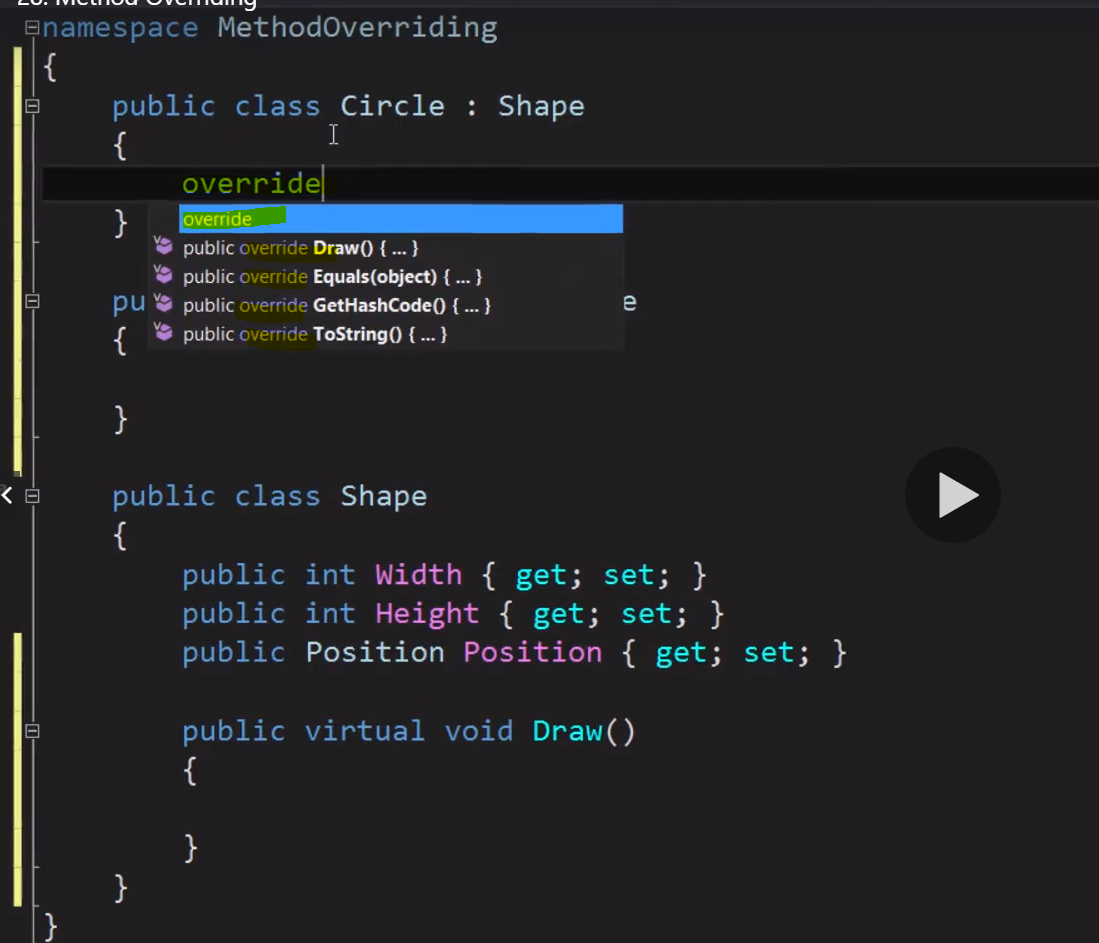 26. Method Overriding
namespace MethodOverriding
{
public class Circle : Shape
{
override
override
}
public override Draw() { ... }
public override Equals(object) { ... }
pu
public override GetHashCode() { ... }
e
{
public override ToString() { ... }
}
public class Shape
{
public int Width { get; set; }
public int Height { get; set; }
public Position Position { get; set; }
public virtual void Draw()
{
}
}
}